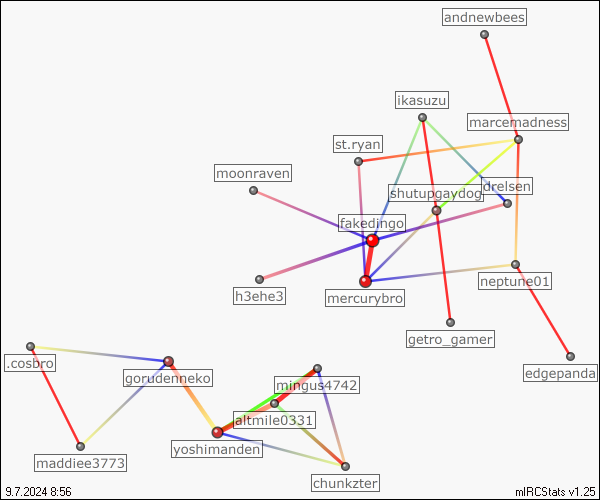 andnewbees
ikasuzu
marcemadness
st.ryan
moonraven
shutupgaydog
drelsen
fakedingo
neptune01
h3ehe3
mercurybro
getro_gamer
.cosbro
edgepanda
gorudenneko
mingus4742
altmile0331
yoshimanden
maddiee3773
chunkzter
9.7.2024 8:56
mIRCStats v1.25